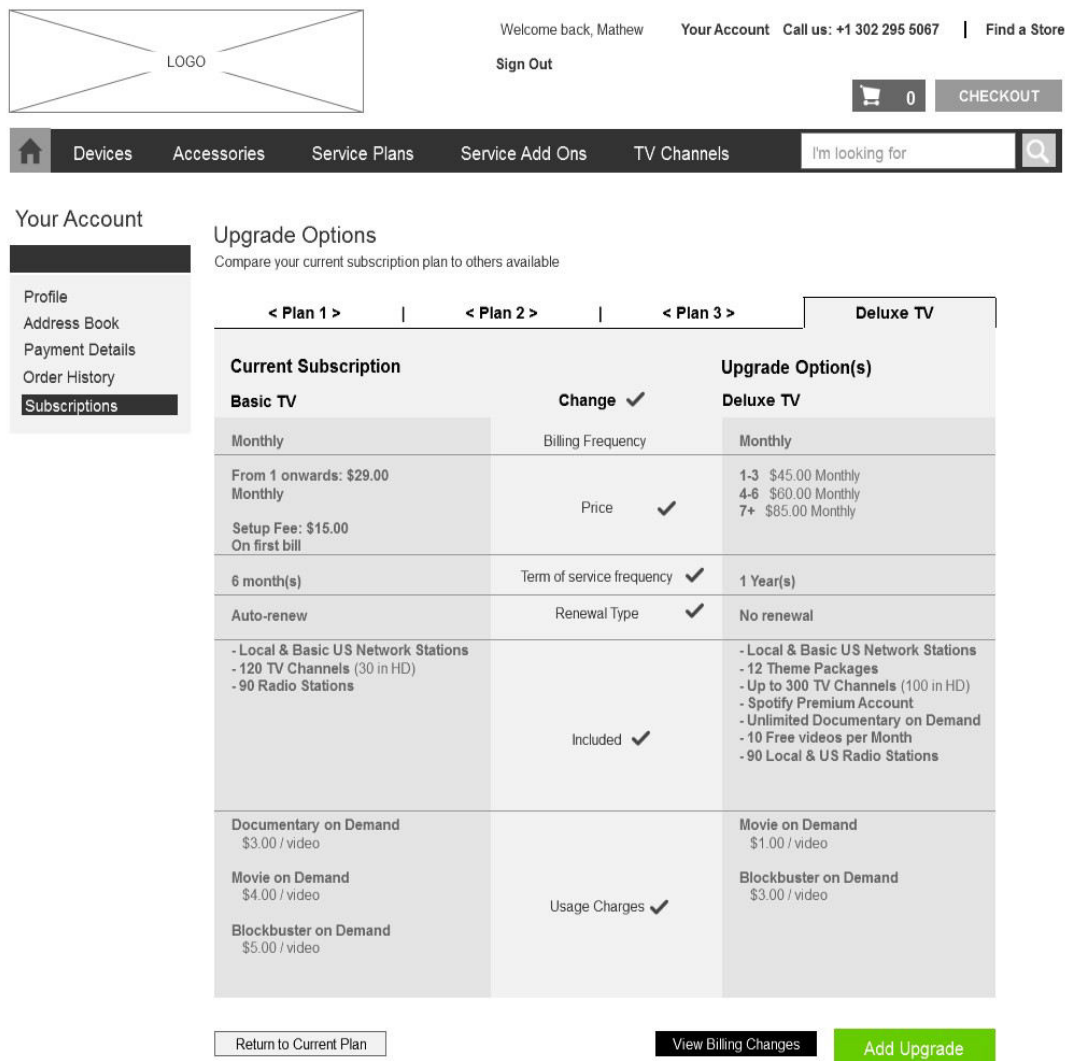 LOGO
Welcome back, Mathew
Your Account
Call us: +1 302 295 5067
|
Find a Store
Sign Out
0
CHECKOUT
Devices
Accessories
Service Plans
Service Add Ons
TV Channels
I'm looking for
Your Account
Profile
Address Book
Payment Details
Order History
Subscriptions
Upgrade Options
Compare your current subscription plan to others available
< Plan 1 > | < Plan 2 > | < Plan 3 >
Deluxe TV
Current Subscription
Upgrade Option(s)
Basic TV
Change
Deluxe TV
Monthly
Billing Frequency
Monthly
From 1 onwards: $29.00
Monthly
Setup Fee: $15.00
On first bill
Price
1-3 $45.00 Monthly
4-6 $60.00 Monthly
7+ $85.00 Monthly
6 month(s)
Term of service frequency
1 Year(s)
Auto-renew
Renewal Type
No renewal
- Local & Basic US Network Stations
- 120 TV Channels (30 in HD)
- 90 Radio Stations
Included
- Local & Basic US Network Stations
- 12 Theme Packages
- Up to 300 TV Channels (100 in HD)
- Spotify Premium Account
- Unlimited Documentary on Demand
- 10 Free videos per Month
- 90 Local & US Radio Stations
Documentary on Demand
$3.00 / video
Movie on Demand
$4.00 / video
Blockbuster on Demand
$5.00 / video
Usage Charges
Movie on Demand
$1.00 / video
Blockbuster on Demand
$3.00 / video
Return to Current Plan
View Billing Changes
Add Upgrade